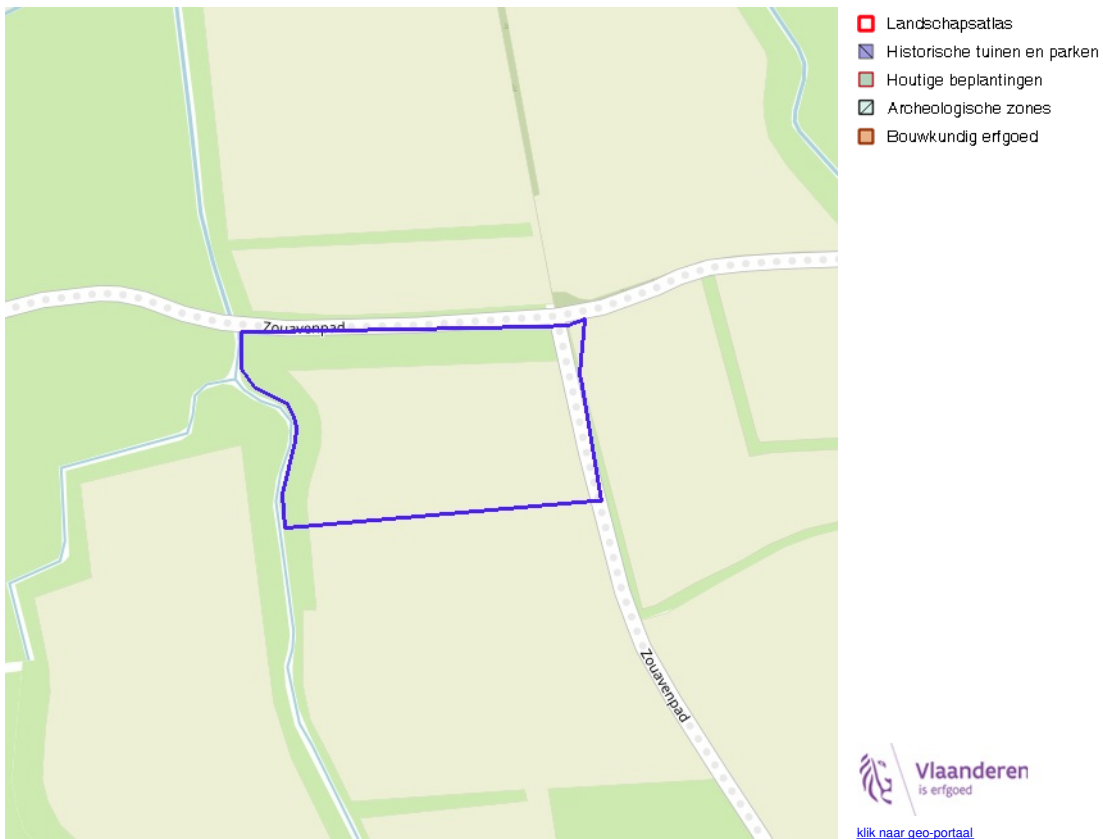 Landschapsatlas
Historische tuinen en parken
Houtige beplantingen
Archeologische zones
Bouwkundig erfgoed
Zouavenpad
Zouavenpad
Vlaanderen
is erfgoed
klik naar geo-portaal